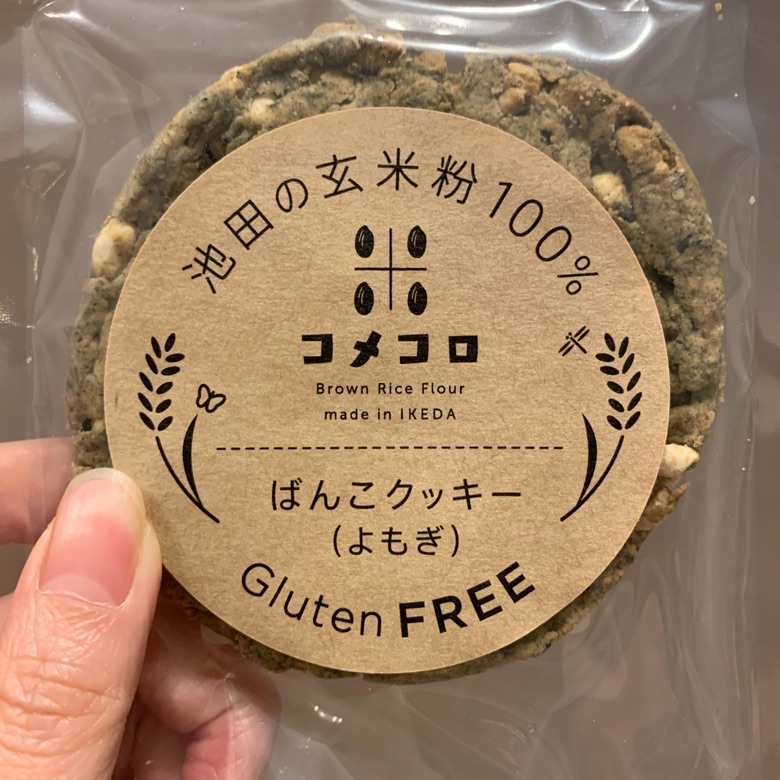 池田の玄米粉100%
コメコロ
Brown Rice Flour
made in IKEDA
ばんこクッキー
(よもぎ)
Gluten FREE